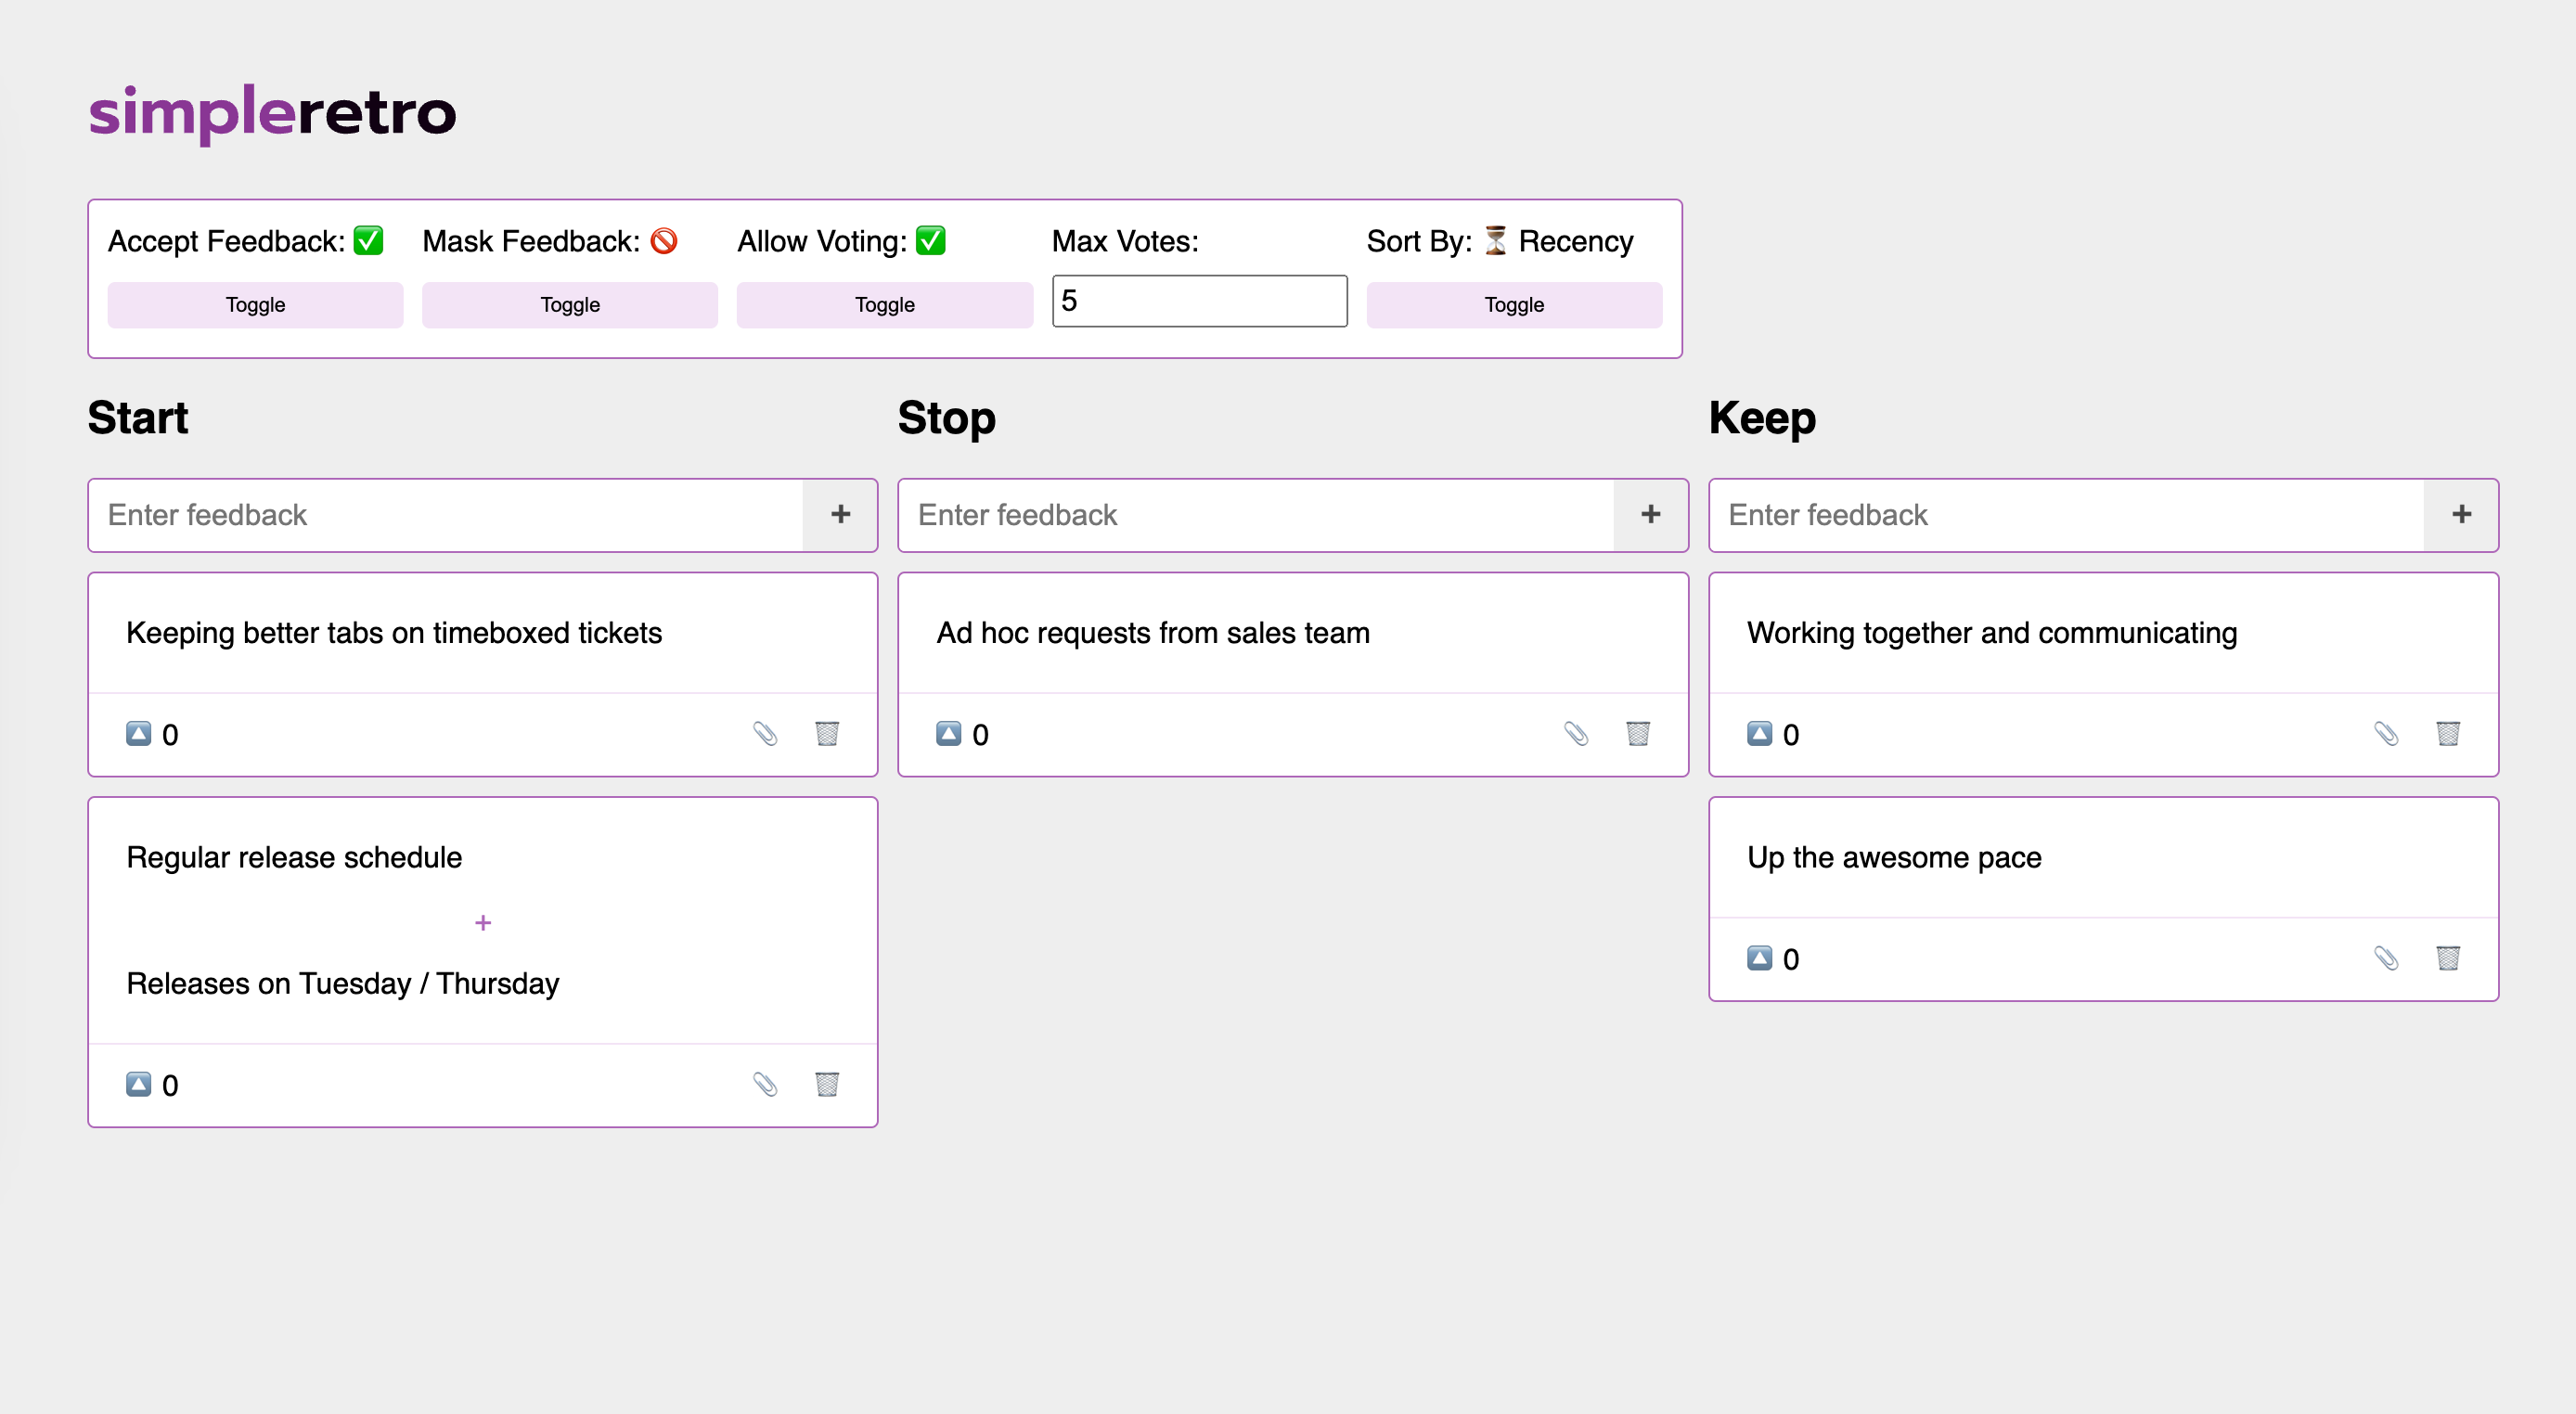 simpleretro
Accept Feedback: ✅ Mask Feedback: 🚫 Allow Voting: ✅ Max Votes: Sort By: ⏳ Recency
Toggle Toggle Toggle 5 Toggle
Start Stop Keep
Enter feedback + Enter feedback + Enter feedback +
Keeping better tabs on timeboxed tickets
🔼 0
Regular release schedule
+
Releases on Tuesday / Thursday
🔼 0
Ad hoc requests from sales team
🔼 0
Working together and communicating
🔼 0
Up the awesome pace
🔼 0